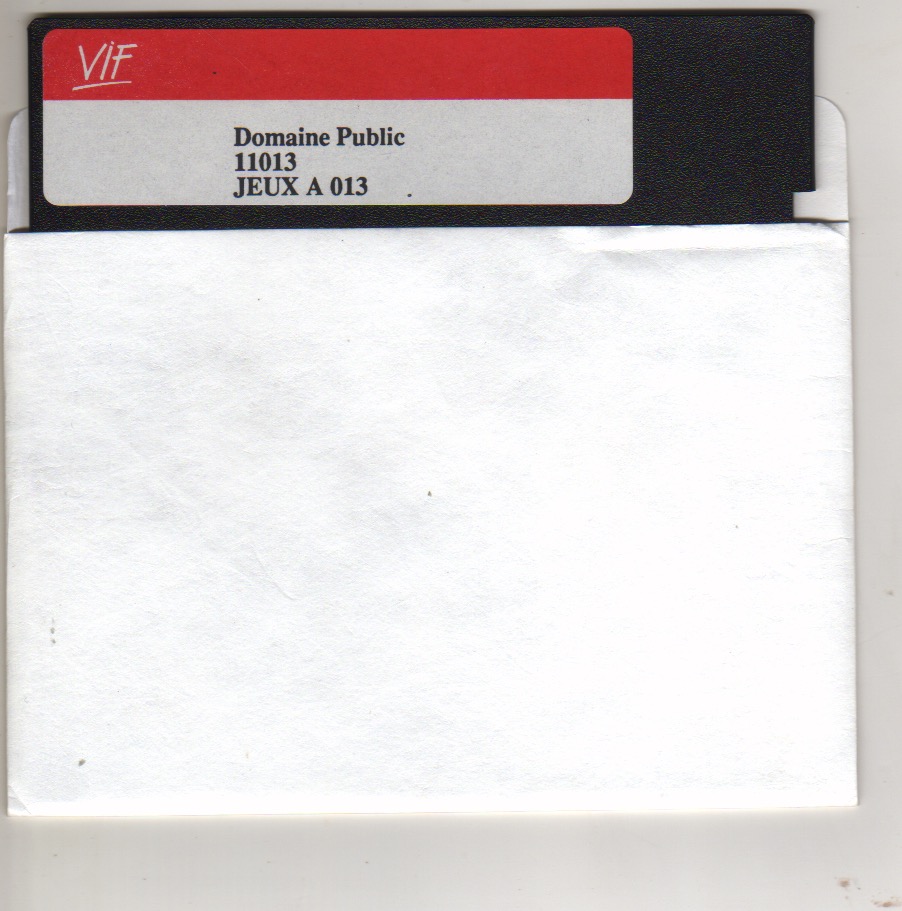 VIF
Domaine Public
11013
JEUX A 013